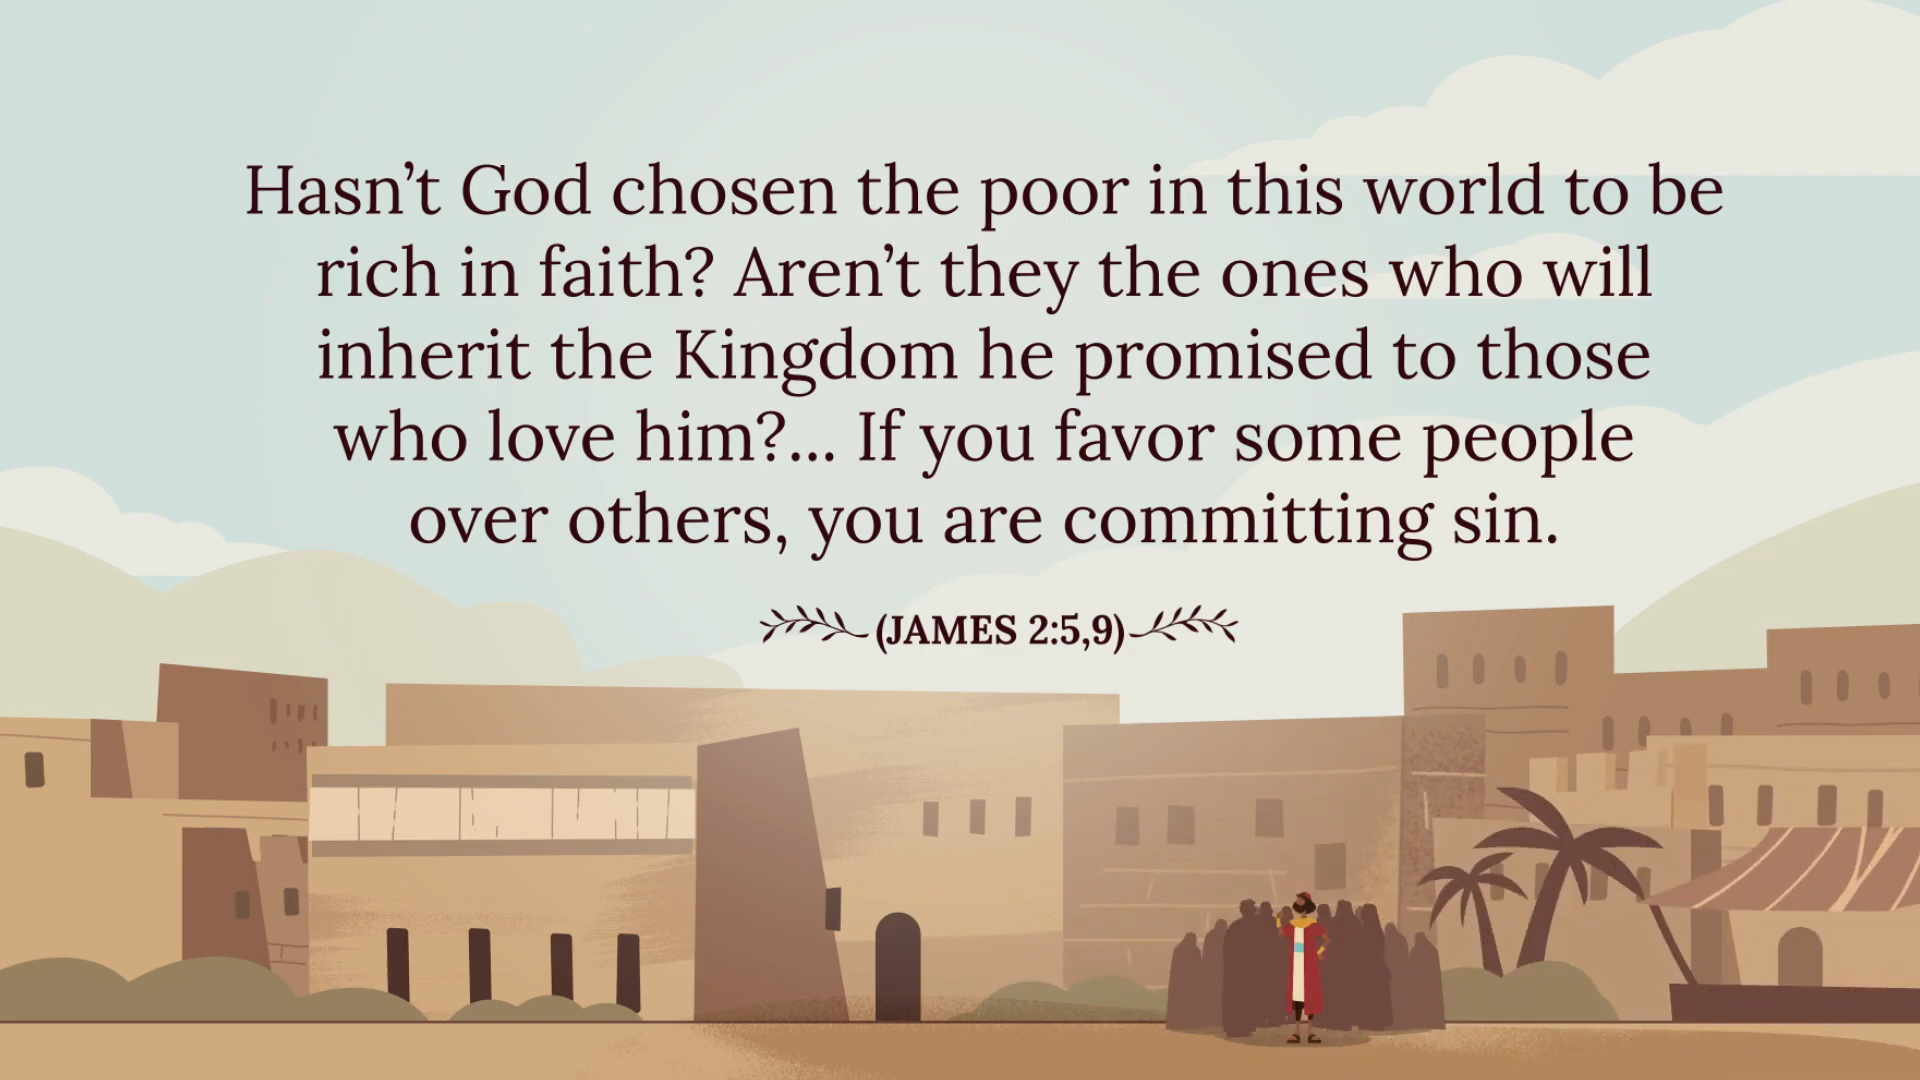 Hasn’t God chosen the poor in this world to be
rich in faith? Aren’t they the ones who will
inherit the Kingdom he promised to those
who love him?... If you favor some people
over others, you are committing sin.
(JAMES 2:5,9)